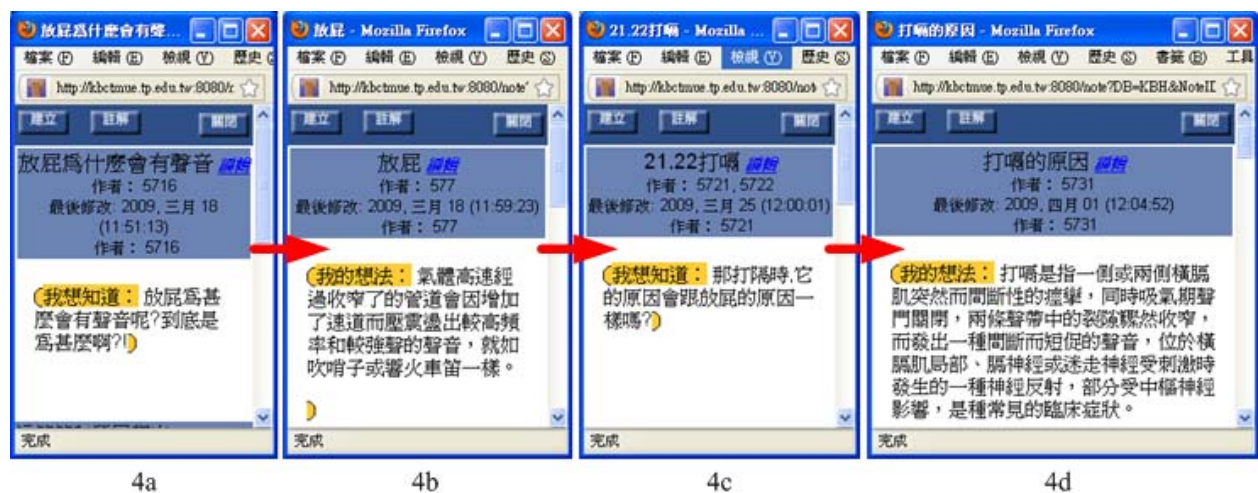 放屁爲什麼會有聲...
檔案(F) 編輯(E) 檢視(V) 歷史(S)
http://kbctmue.tp.edu.tw:8080/r
建立 註解 關閉
放屁爲什麼會有聲音 編輯
作者： 5716
最後修改: 2009, 三月 18
(11:51:13)
作者： 5716
我想知道： 放屁爲甚
麼會有聲音呢?到底是
爲甚麼啊?!
完成
4a
放屁 - Mozilla Firefox
檔案(F) 編輯(E) 檢視(V) 歷史(S)
http://kbctmue.tp.edu.tw:8080/note
建立 註解 關閉
放屁 編輯
作者： 577
最後修改: 2009, 三月 18 (11:59:23)
作者： 577
我的想法： 氣體高速經
過收窄了的管道會因增加
了速道而壓震盪出較高頻
率和較強聲的聲音，就如
吹哨子或響火車笛一樣。
完成
4b
21.22打嗝 - Mozilla ...
檔案(F) 編輯(E) 檢視(V) 歷史(S)
http://kbctmue.tp.edu.tw:8080/not
建立 註解 關閉
21.22打嗝 編輯
作者： 5721, 5722
最後修改: 2009, 三月 25 (12:00:01)
作者： 5721
我想知道： 那打隔時,它
的原因會跟放屁的原因一
樣嗎?
完成
4c
打嗝的原因 - Mozilla Firefox
檔案(F) 編輯(E) 檢視(V) 歷史(S) 書籤(B) 工具
http://kbctmue.tp.edu.tw:8080/note?DB=KBH&NoteID
建立 註解 關閉
打嗝的原因 編輯
作者： 5731
最後修改: 2009, 四月 01 (12:04:52)
作者： 5731
我的想法： 打嗝是指一側或兩側橫膈
肌突然而間斷性的痙攣，同時吸氣期聲
門關閉，兩條聲帶中的裂隙驟然收窄，
而發出一種間斷而短促的聲音，位於橫
膈肌局部、膈神經或迷走神經受刺激時
發生的一種神經反射，部分受中樞神經
影響，是種常見的臨床症狀。
完成
4d